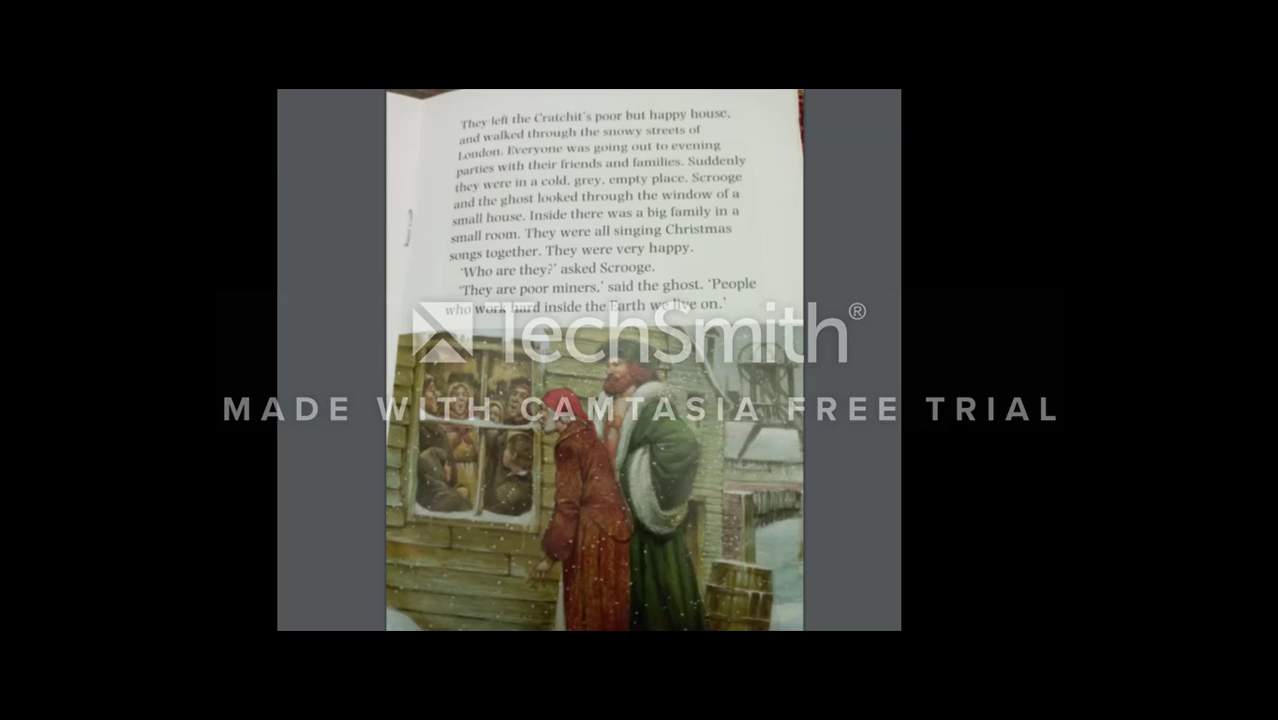 They left the Cratchit's poor but happy house,
and walked through the snowy streets of
London. Everyone was going out to evening
parties with their friends and families. Suddenly
they were in a cold, grey, empty place. Scrooge
and the ghost looked through the window of a
small house. Inside there was a big family in a
small room. They were all singing Christmas
songs together. They were very happy.
'Who are they?' asked Scrooge.
'They are poor miners,' said the ghost. 'People
who work hard inside the Earth we live on.'
TechSmith®
MADE WITH CAMTASIA FREE TRIAL